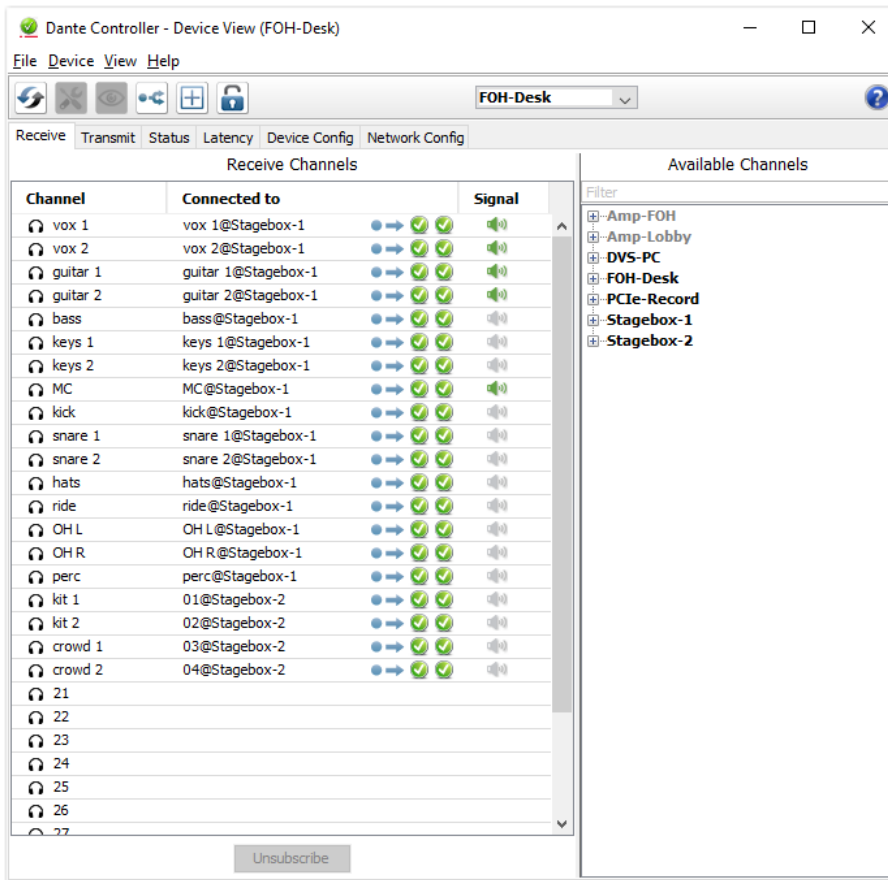 Dante Controller - Device View (FOH-Desk)
File Device View Help
FOH-Desk
?
Receive Transmit Status Latency Device Config Network Config
Receive Channels
Available Channels
Channel Connected to Signal
Filter
vox 1 vox 1@Stagebox-1
vox 2 vox 2@Stagebox-1
guitar 1 guitar 1@Stagebox-1
guitar 2 guitar 2@Stagebox-1
bass bass@Stagebox-1
keys 1 keys 1@Stagebox-1
keys 2 keys 2@Stagebox-1
MC MC@Stagebox-1
kick kick@Stagebox-1
snare 1 snare 1@Stagebox-1
snare 2 snare 2@Stagebox-1
hats hats@Stagebox-1
ride ride@Stagebox-1
OH L OH L@Stagebox-1
OH R OH R@Stagebox-1
perc perc@Stagebox-1
kit 1 01@Stagebox-2
kit 2 02@Stagebox-2
crowd 1 03@Stagebox-2
crowd 2 04@Stagebox-2
21
22
23
24
25
26
27
Unsubscribe
Amp-FOH
Amp-Lobby
DVS-PC
FOH-Desk
PCIe-Record
Stagebox-1
Stagebox-2